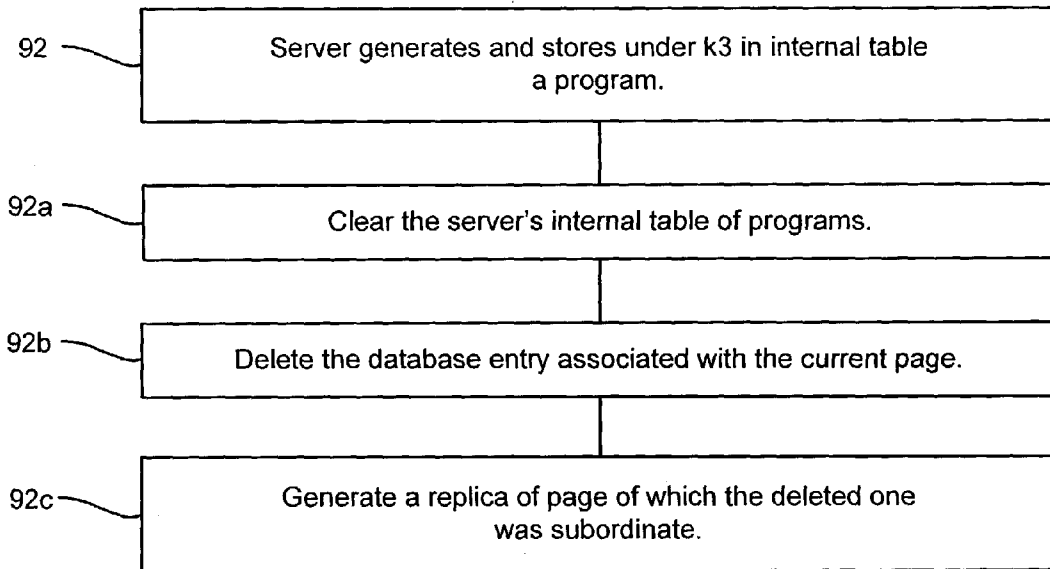 92
Server generates and stores under k3 in internal table
a program.
92a
Clear the server's internal table of programs.
92b
Delete the database entry associated with the current page.
92c
Generate a replica of page of which the deleted one
was subordinate.